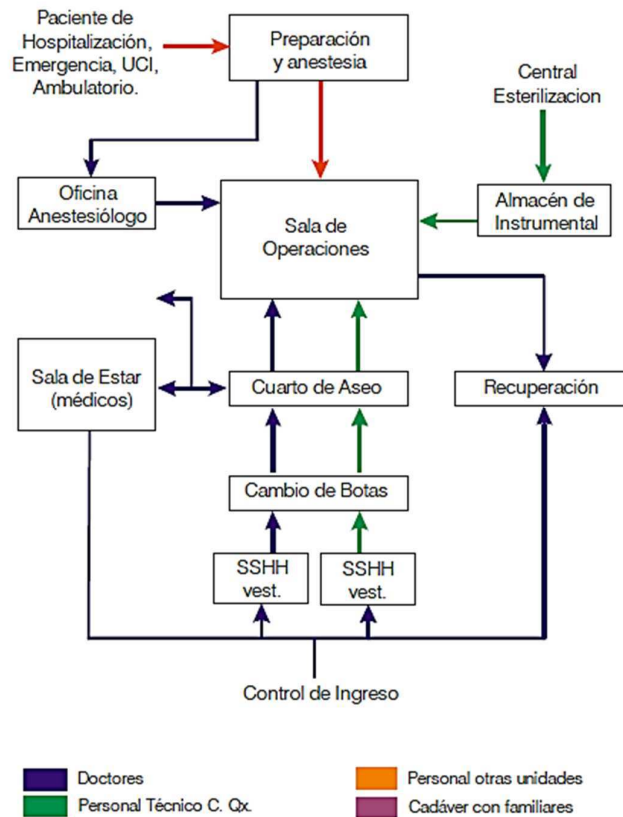 Paciente de
Hospitalización,
Emergencia, UCI,
Ambulatorio.
Preparación
y anestesia
Central
Esterilizacion
Oficina
Anestesiólogo
Sala de
Operaciones
Almacén de
Instrumental
Sala de Estar
(médicos)
Cuarto de Aseo
Recuperación
Cambio de Botas
SSHH
vest.
SSHH
vest.
Control de Ingreso
Doctores
Personal otras unidades
Personal Técnico C. Qx.
Cadáver con familiares